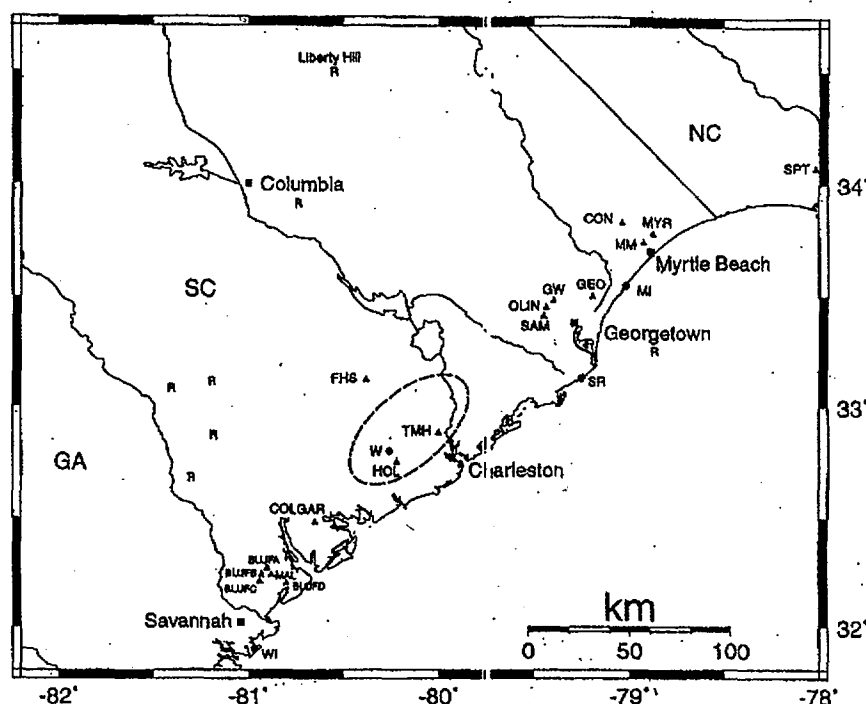 Liberty Hill
R
NC
SPT
34°
Columbia
R
CON
MYR
MM
Myrtle Beach
SC
GEO
MI
GW
OLIN
SAM
Georgetown
R
FHS
SR
R
R
33°
TMH
R
W
GA
HOL
Charleston
R
COLGAR
BLUFA
BLUFB
MAL
BLUFC
BLUFD
km
Savannah
0
50
100
32°
WI
-82°
-81°
-80°
-79°
-78°